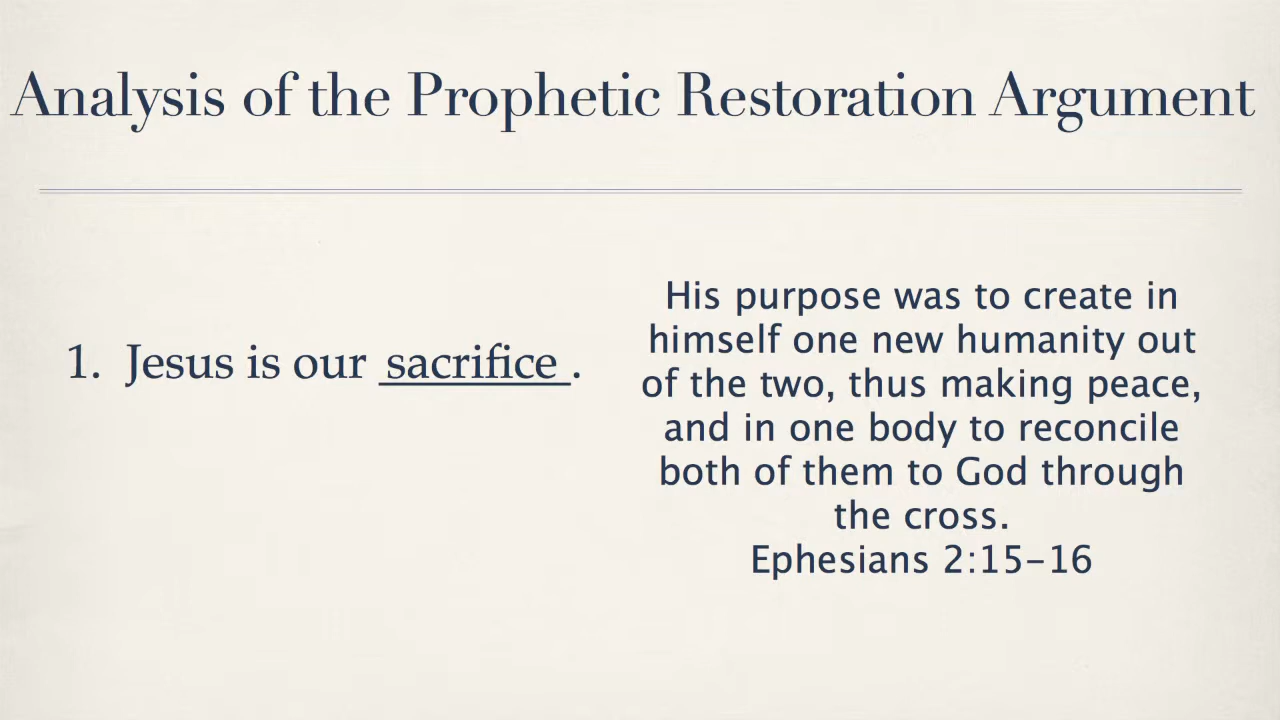 Analysis of the Prophetic Restoration Argument
1. Jesus is our sacrifice.
His purpose was to create in
himself one new humanity out
of the two, thus making peace,
and in one body to reconcile
both of them to God through
the cross.
Ephesians 2:15–16